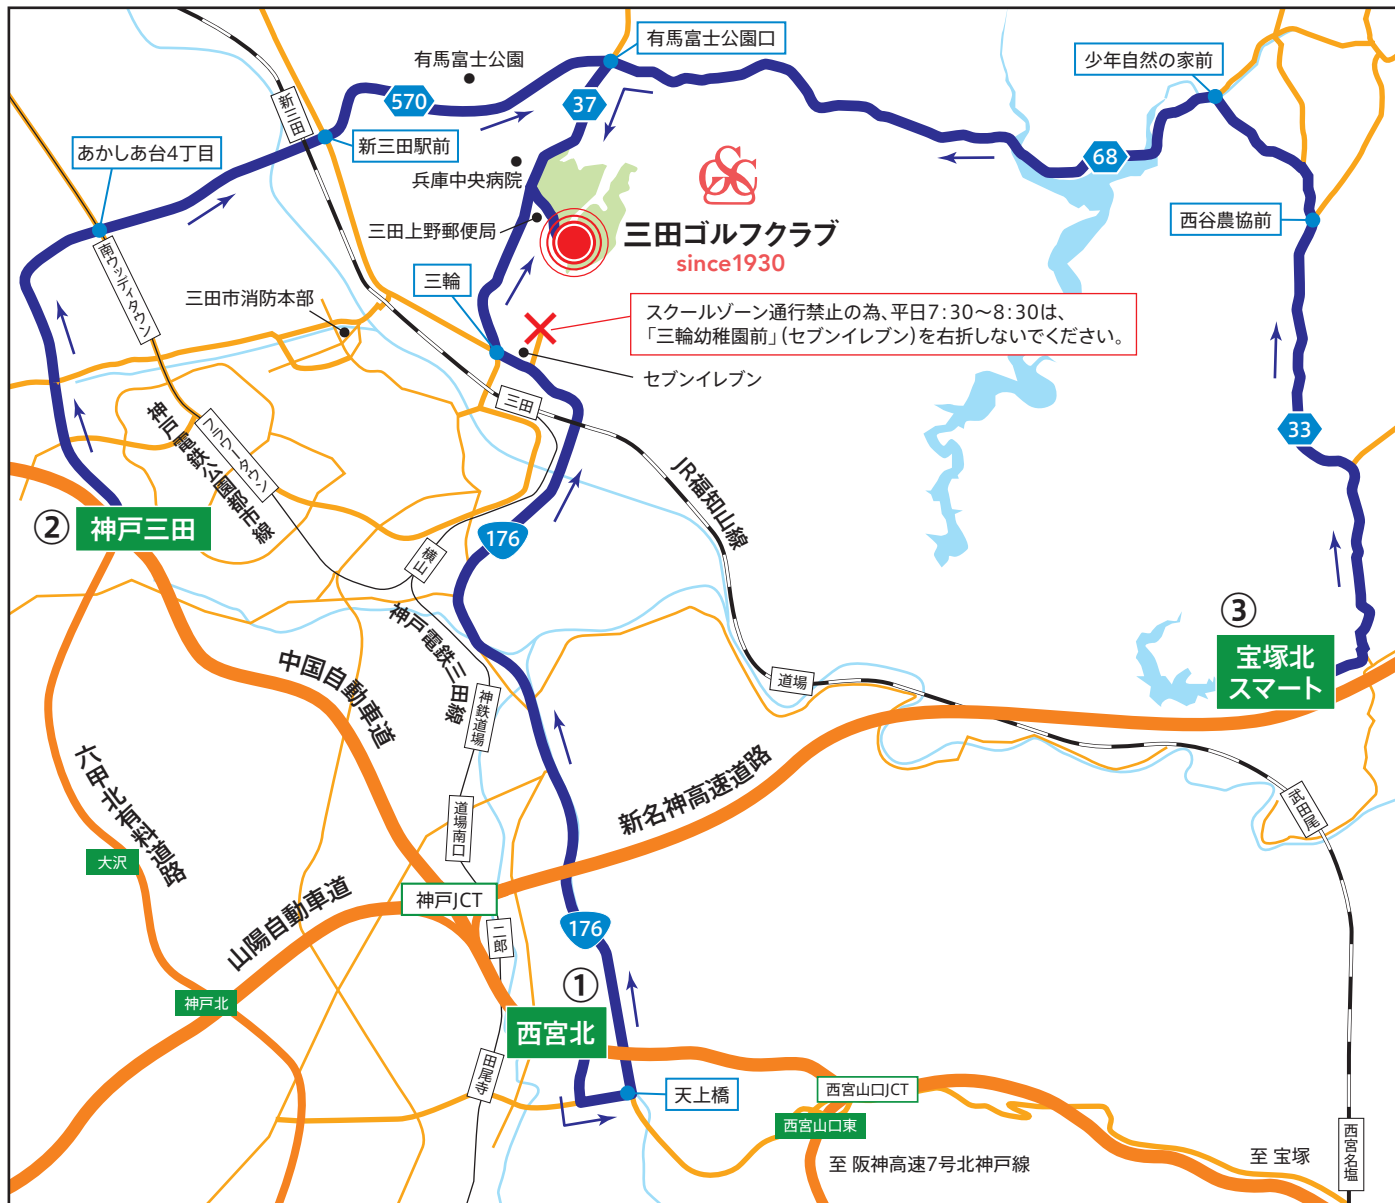 有馬富士公園口
有馬富士公園
少年自然の家前
570
37
新三田
新三田駅前
あかしあ台4丁目
兵庫中央病院
68
GSC
三田上野郵便局
三田ゴルフクラブ
since1930
西谷農協前
南ウッディタウン
三田市消防本部
三輪
スクールゾーン通行禁止の為、平日7:30〜8:30は、
「三輪幼稚園前」(セブンイレブン)を右折しないでください。
セブンイレブン
三田
33
神戸電鉄公園都市線
フラワータウン
JR福知山線
②
神戸三田
176
横山
神戸電鉄三田線
③
宝塚北
スマート
中国自動車道
神鉄道場
道場
六甲北有料道路
道場南口
新名神高速道路
武田尾
大沢
神戸JCT
山陽自動車道
二郎
176
①
神戸北
西宮北
田尾寺
天上橋
西宮山口JCT
西宮山口東
至 阪神高速7号北神戸線
至 宝塚
西宮名塩